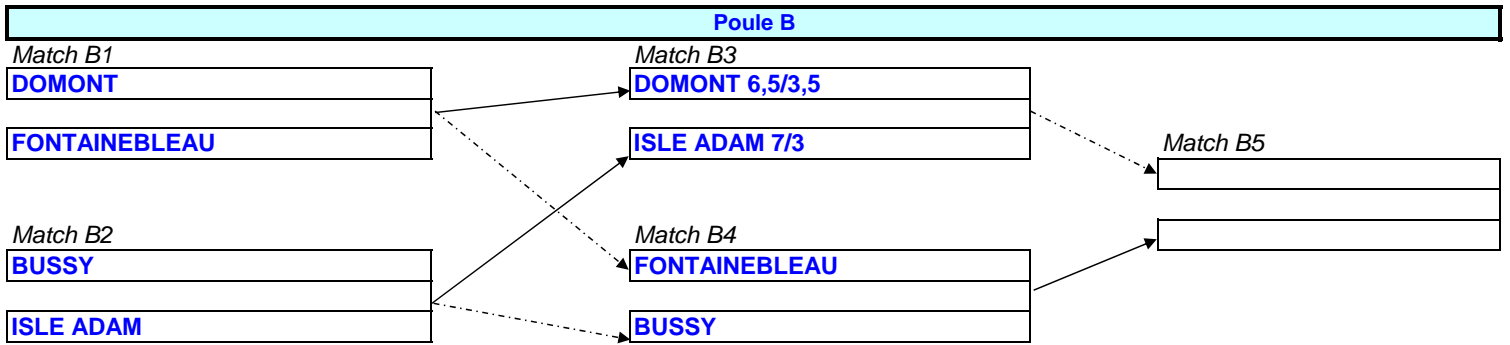 Poule B
Match B1
DOMONT
FONTAINEBLEAU
Match B2
BUSSY
ISLE ADAM
Match B3
DOMONT 6,5/3,5
ISLE ADAM 7/3
Match B4
FONTAINEBLEAU
BUSSY
Match B5